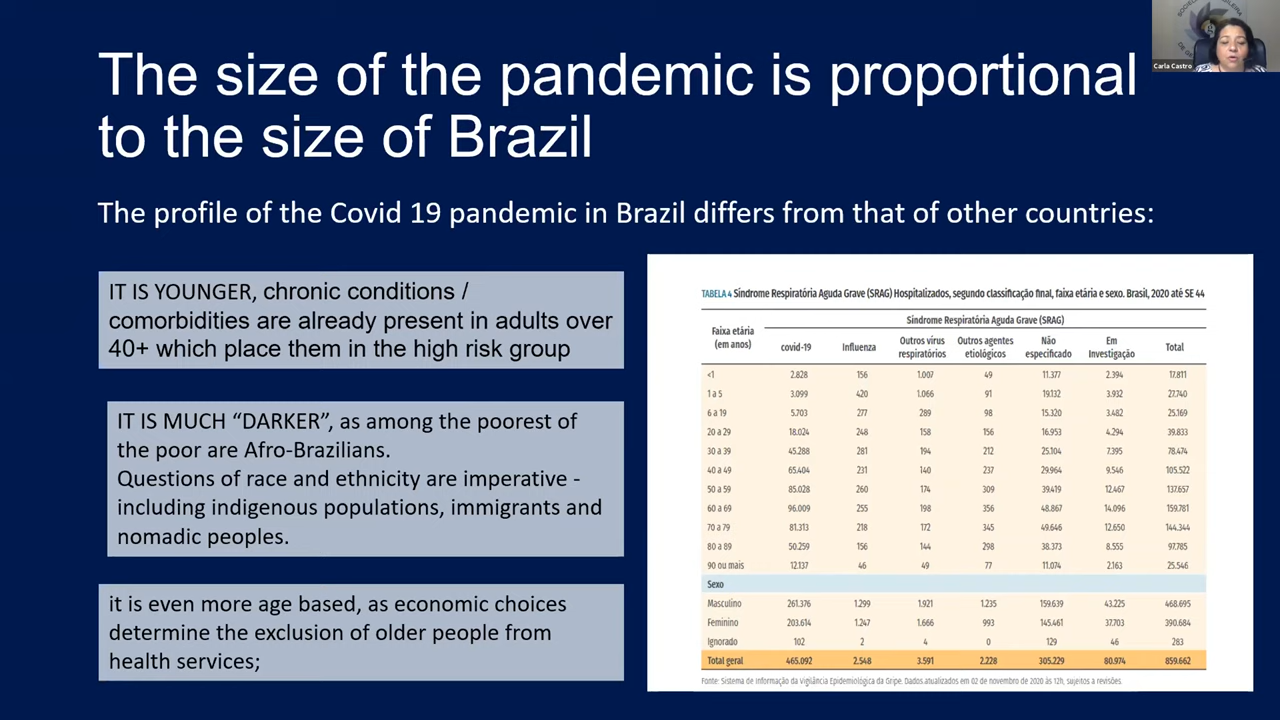 The size of the pandemic is proportional
to the size of Brazil
Carla Castro
The profile of the Covid 19 pandemic in Brazil differs from that of other countries:
IT IS YOUNGER, chronic conditions /
comorbidities are already present in adults over
40+ which place them in the high risk group
IT IS MUCH “DARKER”, as among the poorest of
the poor are Afro-Brazilians.
Questions of race and ethnicity are imperative -
including indigenous populations, immigrants and
nomadic peoples.
it is even more age based, as economic choices
determine the exclusion of older people from
health services;
TABELA 4 Síndrome Respiratória Aguda Grave (SRAG) Hospitalizados, segundo classificação final, faixa etária e sexo. Brasil, 2020 até SE 44
Faixa etária (em anos)
Síndrome Respiratória Aguda Grave (SRAG)
covid-19 Influenza Outros vírus respiratórios Outros agentes etiológicos Não especificado Em Investigação Total
<1 2.828 156 1.007 49 11.377 2.394 17.811
1 a 5 3.099 420 1.066 91 19.132 3.932 27.740
6 a 19 5.703 277 289 98 15.320 3.482 25.169
20 a 29 18.024 248 158 156 16.953 4.294 39.833
30 a 39 45.288 281 194 212 25.104 7.395 78.474
40 a 49 65.404 231 140 237 29.964 9.546 105.522
50 a 59 85.028 260 174 309 39.419 12.467 137.657
60 a 69 96.009 255 198 356 48.867 14.096 159.781
70 a 79 81.313 218 172 345 49.646 12.650 144.344
80 a 89 50.259 156 144 298 38.373 8.555 97.785
90 ou mais 12.137 46 49 77 11.074 2.163 25.546
Sexo
Masculino 261.376 1.299 1.921 1.235 159.639 43.225 468.695
Feminino 203.614 1.247 1.666 993 145.461 37.703 390.684
Ignorado 102 2 4 0 129 46 283
Total geral 465.092 2.548 3.591 2.228 305.229 80.974 859.662
Fonte: Sistema de Informação da Vigilância Epidemiológica da Gripe. Dados atualizados em 02 de novembro de 2020 às 12h, sujeitos a revisões.